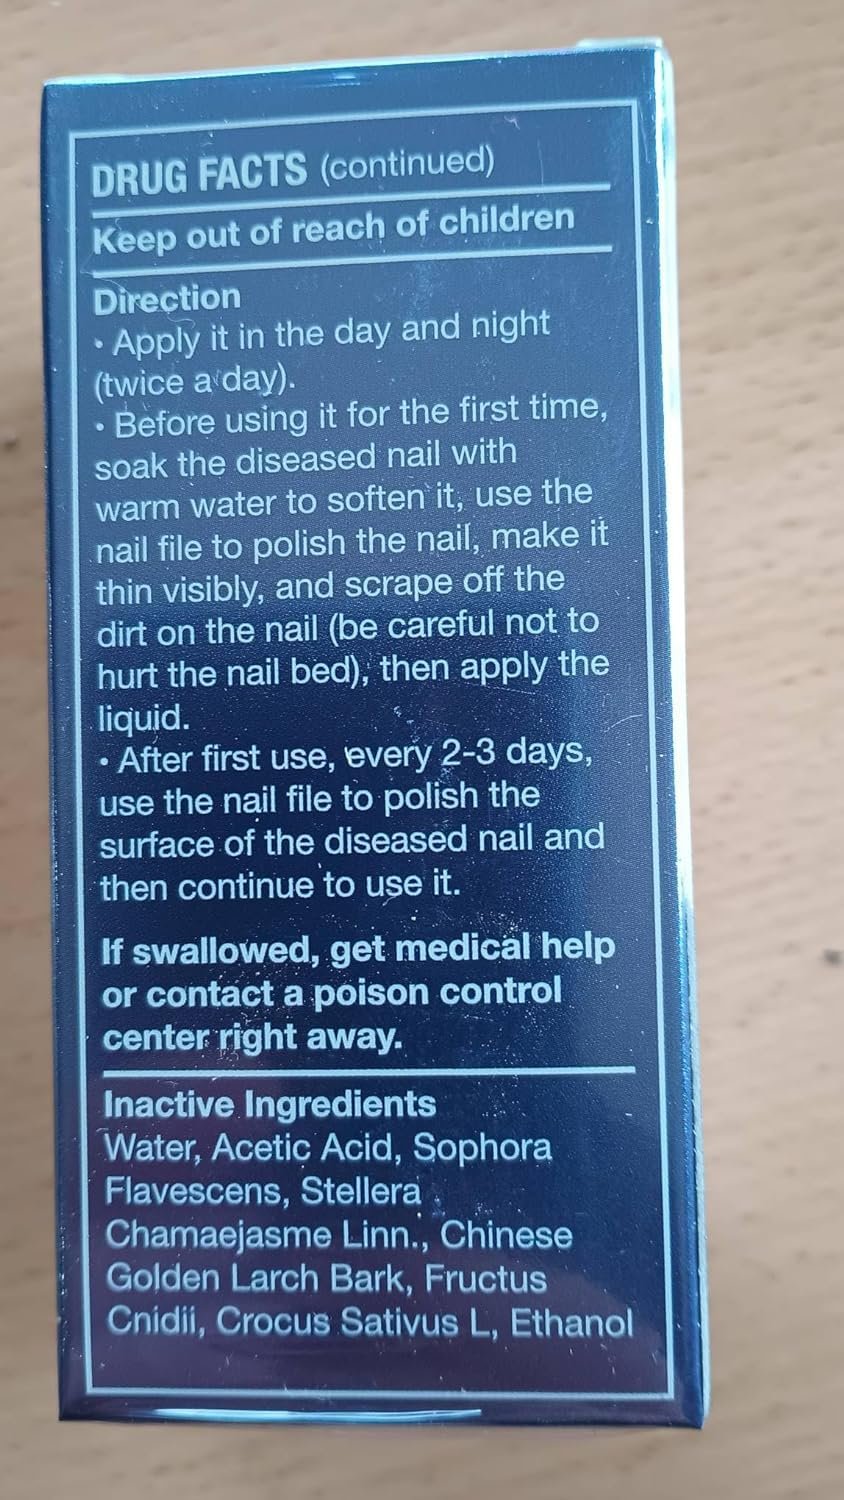 DRUG FACTS (continued)
Keep out of reach of children
Direction
· Apply it in the day and night
(twice a day).
· Before using it for the first time,
soak the diseased nail with
warm water to soften it, use the
nail file to polish the nail, make it
thin visibly, and scrape off the
dirt on the nail (be careful not to
hurt the nail bed), then apply the
liquid.
· After first use, every 2-3 days,
use the nail file to polish the
surface of the diseased nail and
then continue to use it.
If swallowed, get medical help
or contact a poison control
center right away.
Inactive Ingredients
Water, Acetic Acid, Sophora
Flavescens, Stellera
Chamaejasme Linn., Chinese
Golden Larch Bark, Fructus
Cnidii, Crocus Sativus L, Ethanol